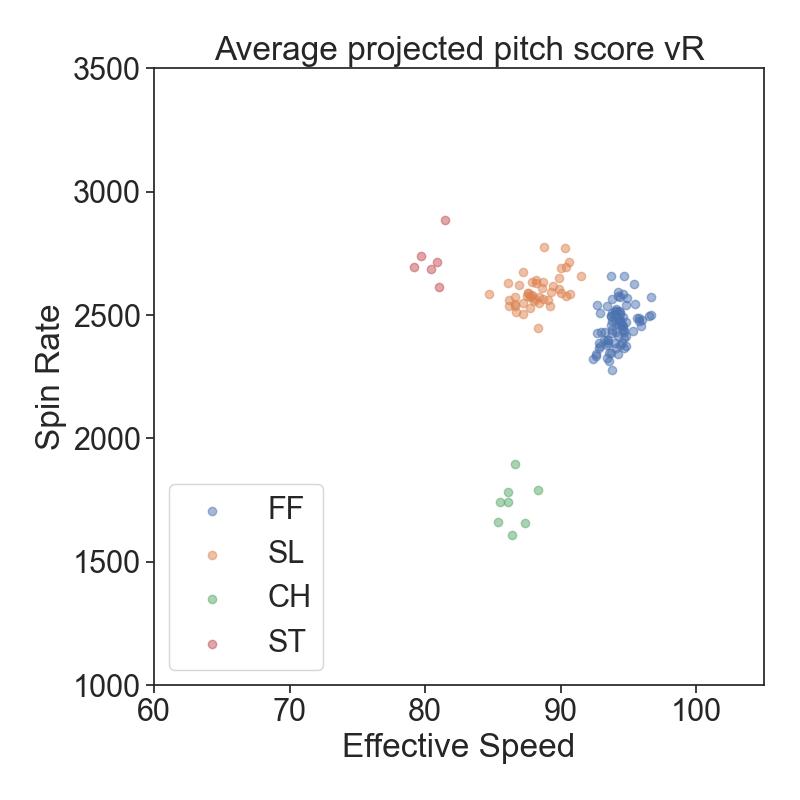 Average projected pitch score vR
3500
3000
2500
2000
1500
1000
Spin Rate
FF
SL
CH
ST
60 70 80 90 100
Effective Speed